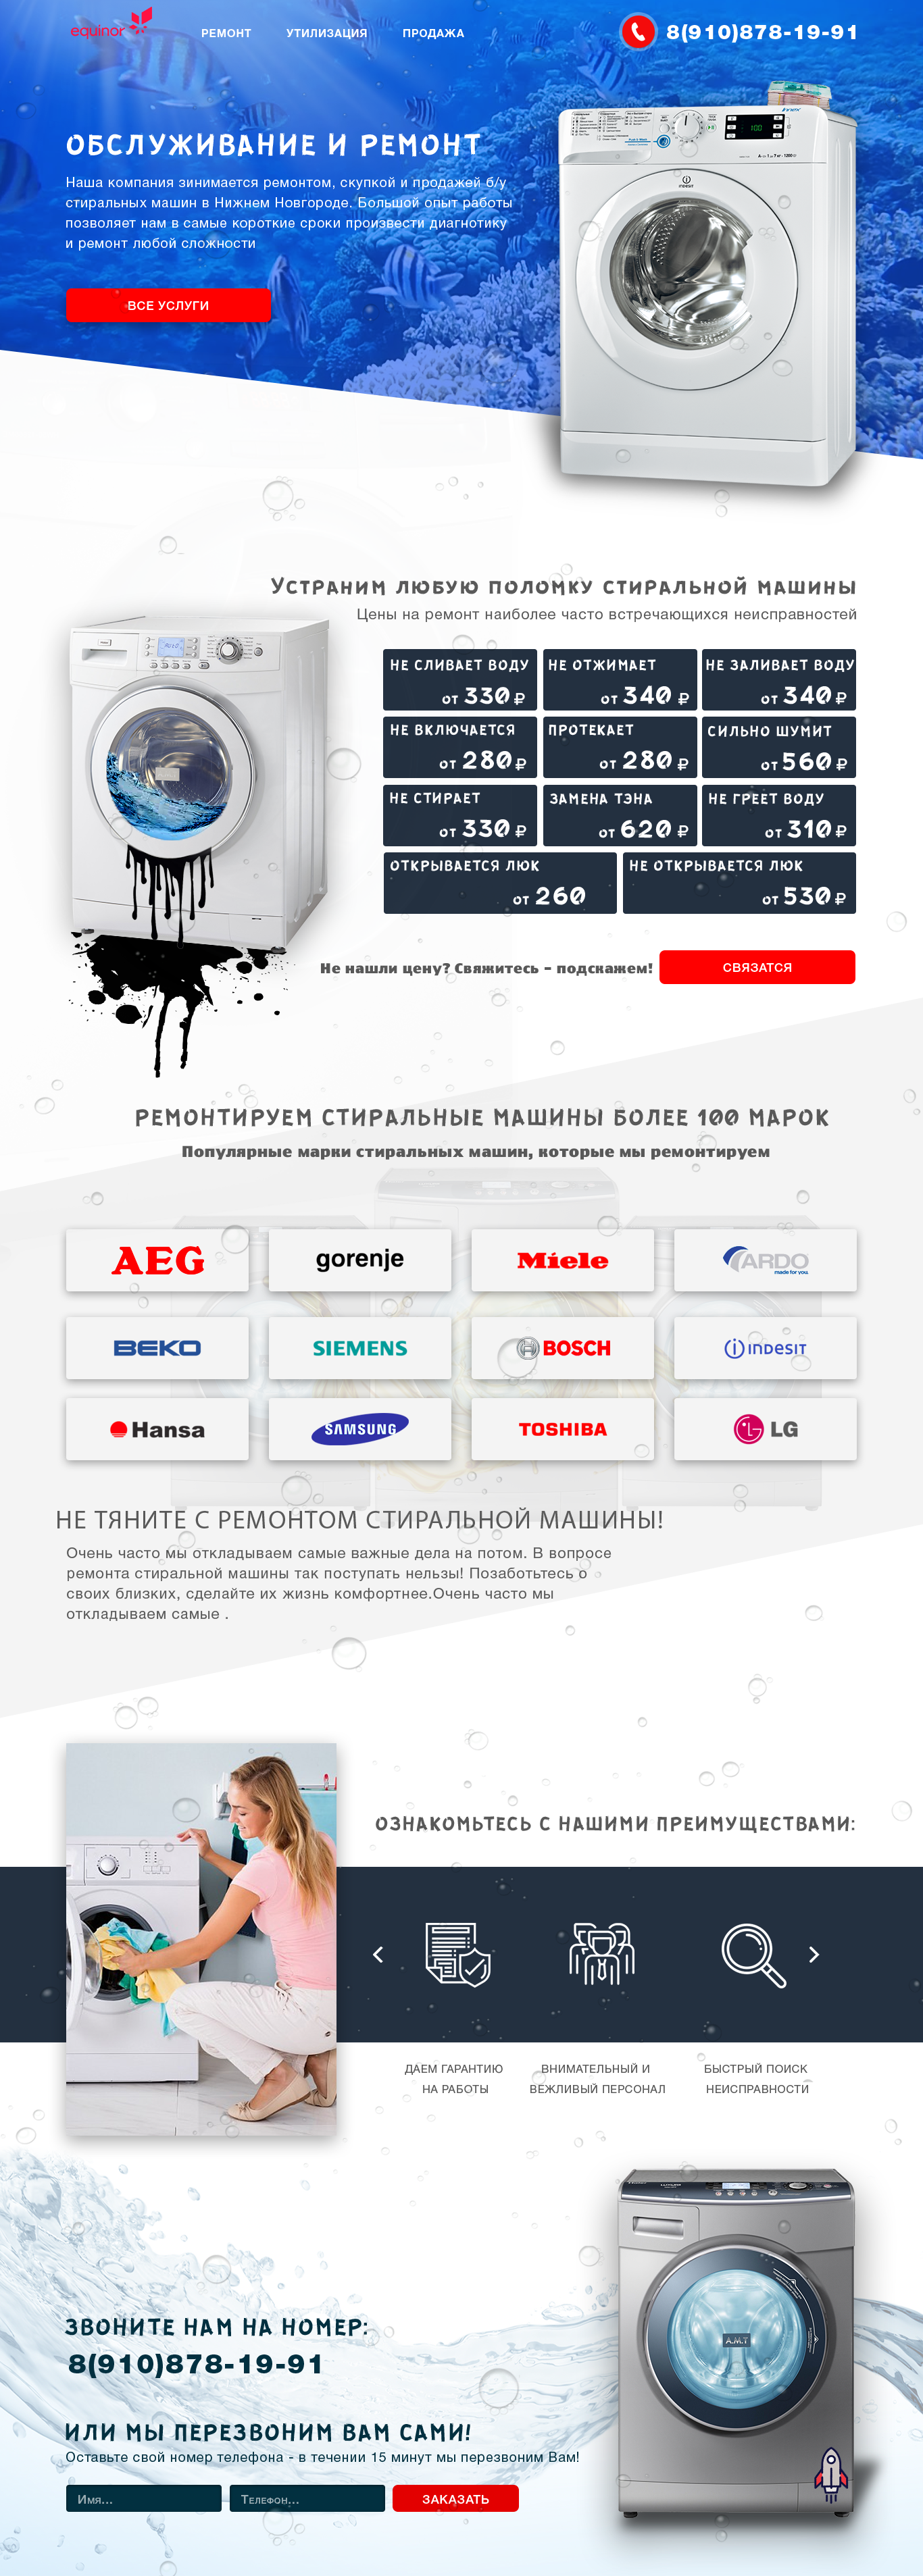 equinor
РЕМОНТ
УТИЛИЗАЦИЯ
ПРОДАЖА
8(910)878-19-91
ОБСЛУЖИВАНИЕ И РЕМОНТ
Наша компания зинимается ремонтом, скупкой и продажей б/у
стиральных машин в Нижнем Новгороде. Большой опыт работы
позволяет нам в самые короткие сроки произвести диагнотику
и ремонт любой сложности
ВСЕ УСЛУГИ
innex
indesit
Устраним любую поломку стиральной машины
Цены на ремонт наиболее часто встречающихся неисправностей
НЕ СЛИВАЕТ ВОДУ
от 330 ₽
НЕ ОТЖИМАЕТ
от 340 ₽
НЕ ЗАЛИВАЕТ ВОДУ
от 340 ₽
НЕ ВКЛЮЧАЕТСЯ
от 280 ₽
ПРОТЕКАЕТ
от 280 ₽
СИЛЬНО ШУМИТ
от 560 ₽
НЕ СТИРАЕТ
от 330 ₽
ЗАМЕНА ТЭНА
от 620 ₽
НЕ ГРЕЕТ ВОДУ
от 310 ₽
ОТКРЫВАЕТСЯ ЛЮК
от 260
НЕ ОТКРЫВАЕТСЯ ЛЮК
от 530 ₽
Не нашли цену? Свяжитесь - подскажем!
СВЯЗАТСЯ
РЕМОНТИРУЕМ СТИРАЛЬНЫЕ МАШИНЫ БОЛЕЕ 100 МАРОК
Популярные марки стиральных машин, которые мы ремонтируем
AEG
gorenje
Miele
ARDO
made for you.
BEKO
SIEMENS
BOSCH
indesit
Hansa
SAMSUNG
TOSHIBA
LG
НЕ ТЯНИТЕ С РЕМОНТОМ СТИРАЛЬНОЙ МАШИНЫ!
Очень часто мы откладываем самые важные дела на потом. В вопросе
ремонта стиральной машины так поступать нельзы! Позаботьтесь о
своих близких, сделайте их жизнь комфортнее.Очень часто мы
откладываем самые .
ОЗНАКОМЬТЕСЬ С НАШИМИ ПРЕИМУЩЕСТВАМИ:
ДАЕМ ГАРАНТИЮ
НА РАБОТЫ
ВНИМАТЕЛЬНЫЙ И
ВЕЖЛИВЫЙ ПЕРСОНАЛ
БЫСТРЫЙ ПОИСК
НЕИСПРАВНОСТИ
A.M.T
ЗВОНИТЕ НАМ НА НОМЕР:
8(910)878-19-91
ИЛИ МЫ ПЕРЕЗВОНИМ ВАМ САМИ!
Оставьте свой номер телефона - в течении 15 минут мы перезвоним Вам!
Имя...
Телефон...
ЗАКАЗАТЬ